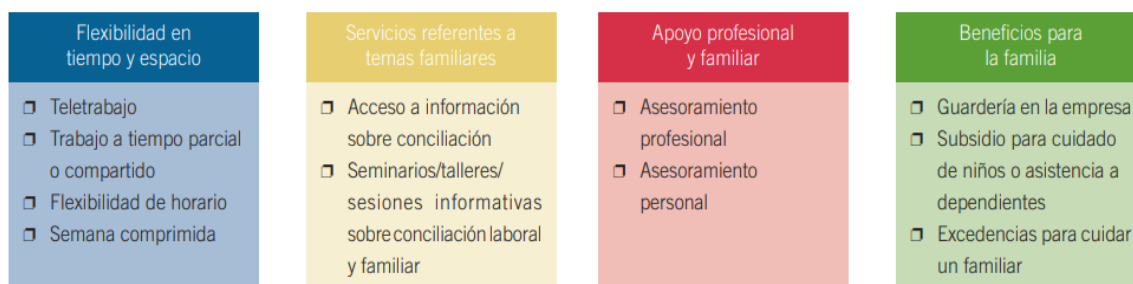 Flexibilidad en
tiempo y espacio
❒ Teletrabajo
❒ Trabajo a tiempo parcial
o compartido
❒ Flexibilidad de horario
❒ Semana comprimida
Servicios referentes a
temas familiares
❒ Acceso a información
sobre conciliación
❒ Seminarios/talleres/
sesiones informativas
sobre conciliación laboral
y familiar
Apoyo profesional
y familiar
❒ Asesoramiento
profesional
❒ Asesoramiento
personal
Beneficios para
la familia
❒ Guardería en la empresa
❒ Subsidio para cuidado
de niños o asistencia a
dependientes
❒ Excedencias para cuidar
un familiar